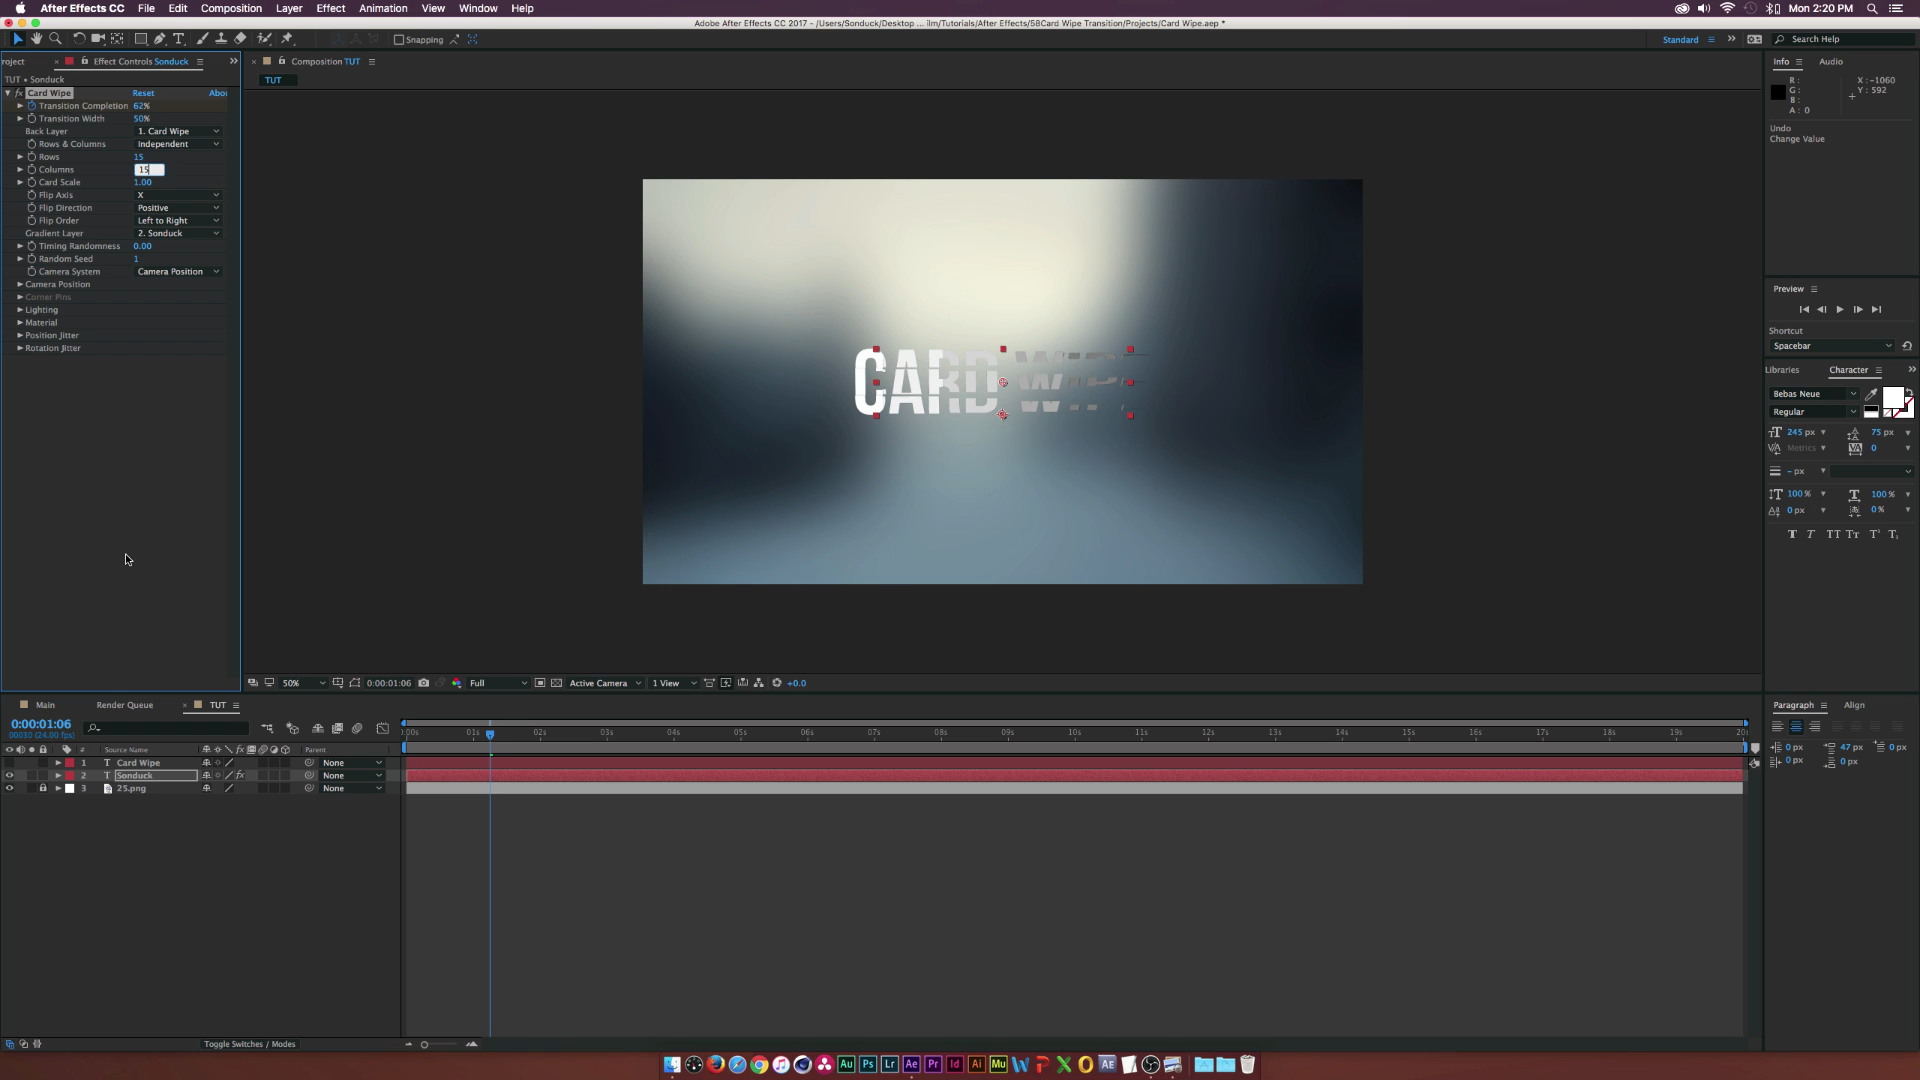 After Effects CC File Edit Composition Layer Effect Animation View Window Help Mon 2:20 PM
Adobe After Effects CC 2017 - /Users/Sonduck/Desktop ... ilm/Tutorials/After Effects/58Card Wipe Transition/Projects/Card Wipe.aep *
Snapping Standard Search Help
roject Effect Controls Sonduck Composition TUT Info Audio
TUT • Sonduck TUT
fx Card Wipe Reset Abou
Transition Completion 62%
Transition Width 50%
Back Layer 1. Card Wipe
Rows & Columns Independent
Rows 15
Columns 15
Card Scale 1.00
Flip Axis X
Flip Direction Positive
Flip Order Left to Right
Gradient Layer 2. Sonduck
Timing Randomness 0.00
Random Seed 1
Camera System Camera Position
Camera Position
Corner Pins
Lighting
Material
Position Jitter
Rotation Jitter
CARD WIPE
R :
G :
B :
A : 0
X : -1060
Y : 592
Undo
Change Value
Preview
Shortcut
Spacebar
Libraries Character
Bebas Neue
Regular
245 px 75 px
Metrics 0
- px
100 % 100 %
0 px 0 %
50% 0:00:01:06 Full Active Camera 1 View +0.0
Main Render Queue TUT Paragraph Align
0:00:01:06
00030 (24.00 fps)
:00s 01s 02s 03s 04s 05s 06s 07s 08s 09s 10s 11s 12s 13s 14s 15s 16s 17s 18s 19s 20s
# Source Name Parent
1 T Card Wipe None
2 T Sonduck fx None
3 25.png None
0 px 47 px 0 px
0 px 0 px
Toggle Switches / Modes
Au Ps Lr Ae Pr Id Ai Mu W P X O AE